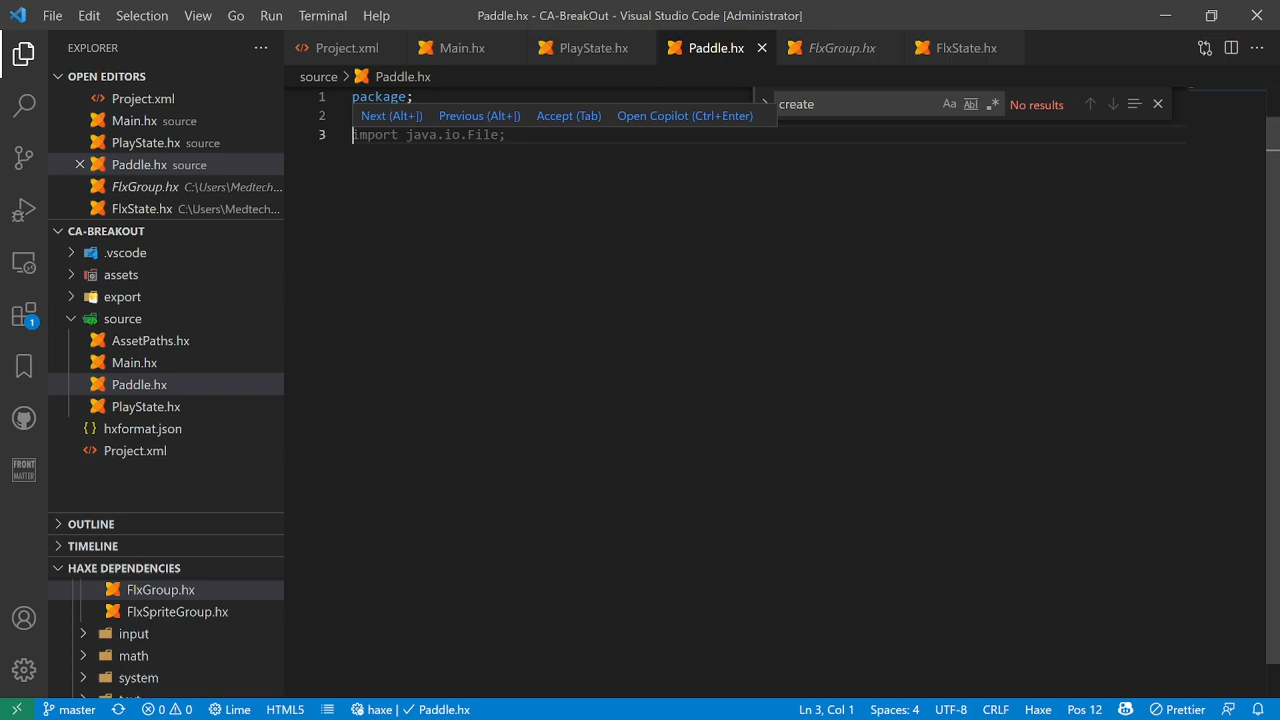 File Edit Selection View Go Run Terminal Help
Paddle.hx - CA-BreakOut - Visual Studio Code [Administrator]
EXPLORER
Project.xml
Main.hx
PlayState.hx
Paddle.hx
FlxGroup.hx
FlxState.hx
OPEN EDITORS
Project.xml
Main.hx source
PlayState.hx source
Paddle.hx source
FlxGroup.hx C:\Users\Medtech...
FlxState.hx C:\Users\Medtech...
CA-BREAKOUT
.vscode
assets
export
source
AssetPaths.hx
Main.hx
Paddle.hx
PlayState.hx
hxformat.json
Project.xml
OUTLINE
TIMELINE
HAXE DEPENDENCIES
FlxGroup.hx
FlxSpriteGroup.hx
input
math
system
1
FRONT
MATTER
source > Paddle.hx
1 package;
2
3 import java.io.File;
Next (Alt+]) Previous (Alt+[) Accept (Tab) Open Copilot (Ctrl+Enter)
create
Aa Abl .* No results
master 0 0 Lime HTML5 haxe | Paddle.hx
Ln 3, Col 1 Spaces: 4 UTF-8 CRLF Haxe Pos 12 Prettier